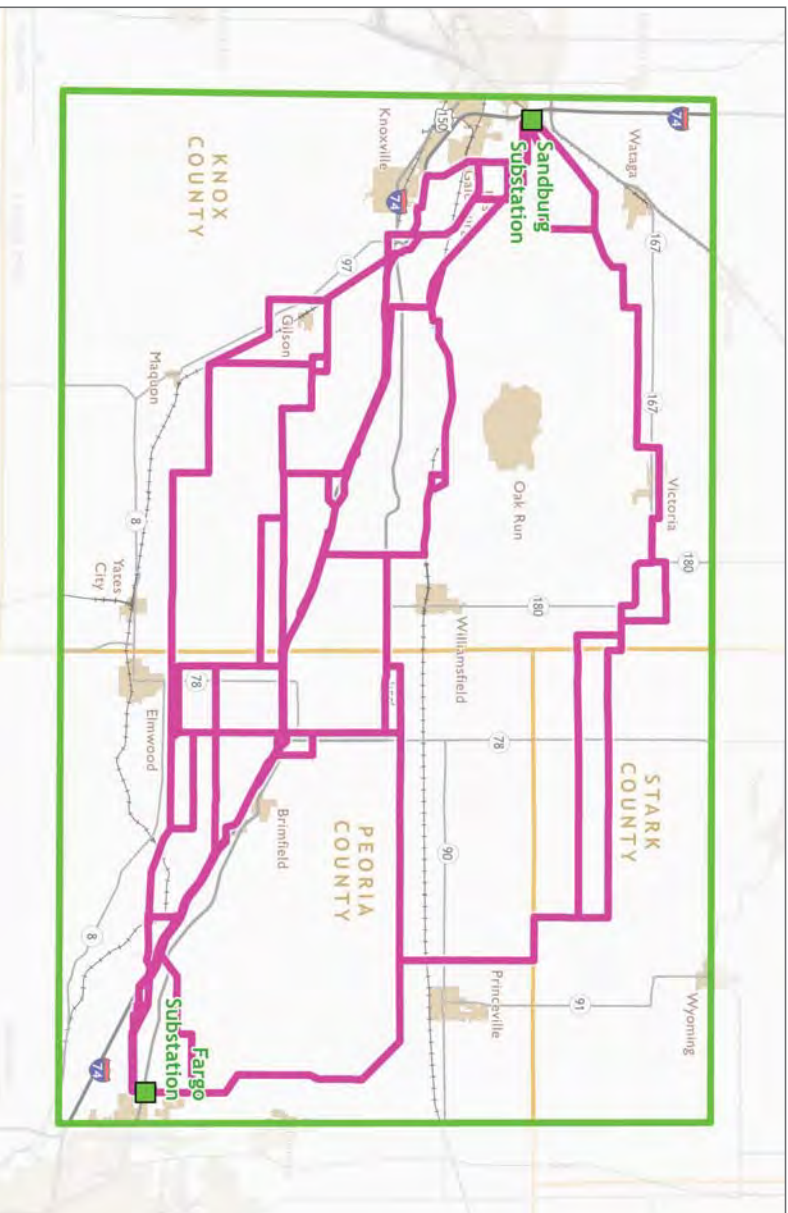 74
Wataga
167
Sandburg
Substation
150
Knoxville
74
KNOX
COUNTY
97
Gilson
Maquon
167
Victoria
Oak Run
180
180
Williamsfield
8
Yates
City
78
Elmwood
78
STARK
COUNTY
Brimfield
PEORIA
COUNTY
90
8
Wyoming
91
Princeville
Fargo
Substation
74